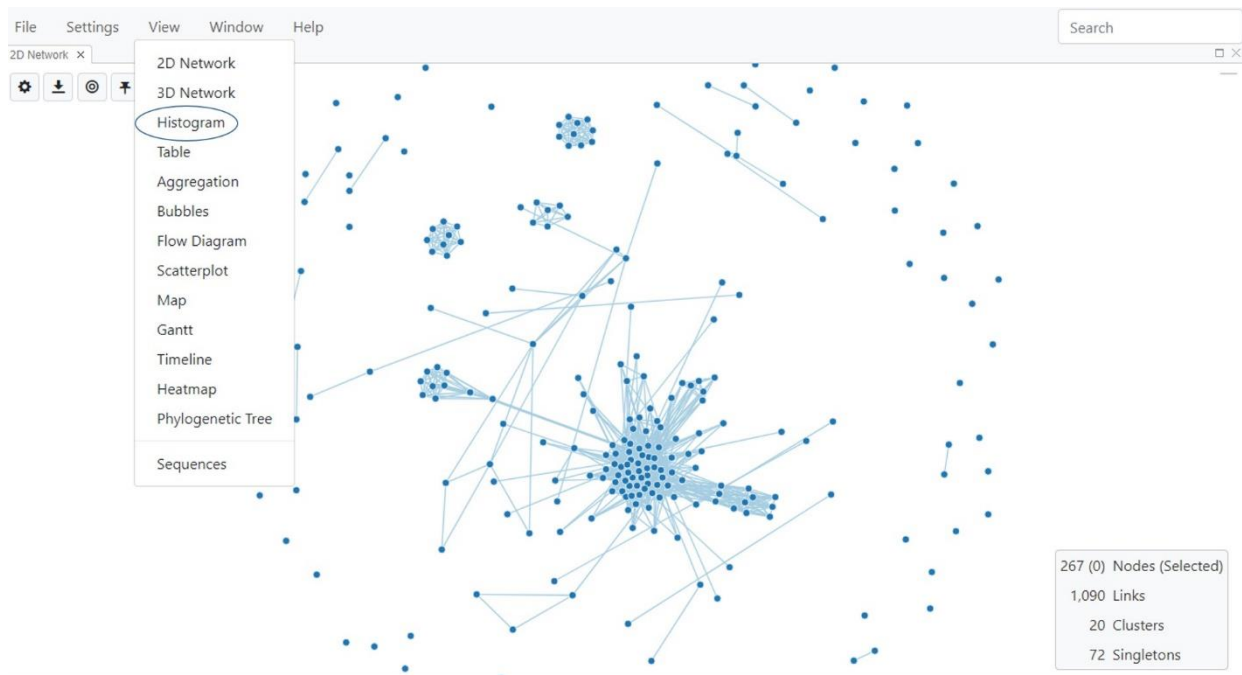 File Settings View Window Help Search
2D Network ×
2D Network
3D Network
Histogram
Table
Aggregation
Bubbles
Flow Diagram
Scatterplot
Map
Gantt
Timeline
Heatmap
Phylogenetic Tree
Sequences
267 (0) Nodes (Selected)
1,090 Links
20 Clusters
72 Singletons